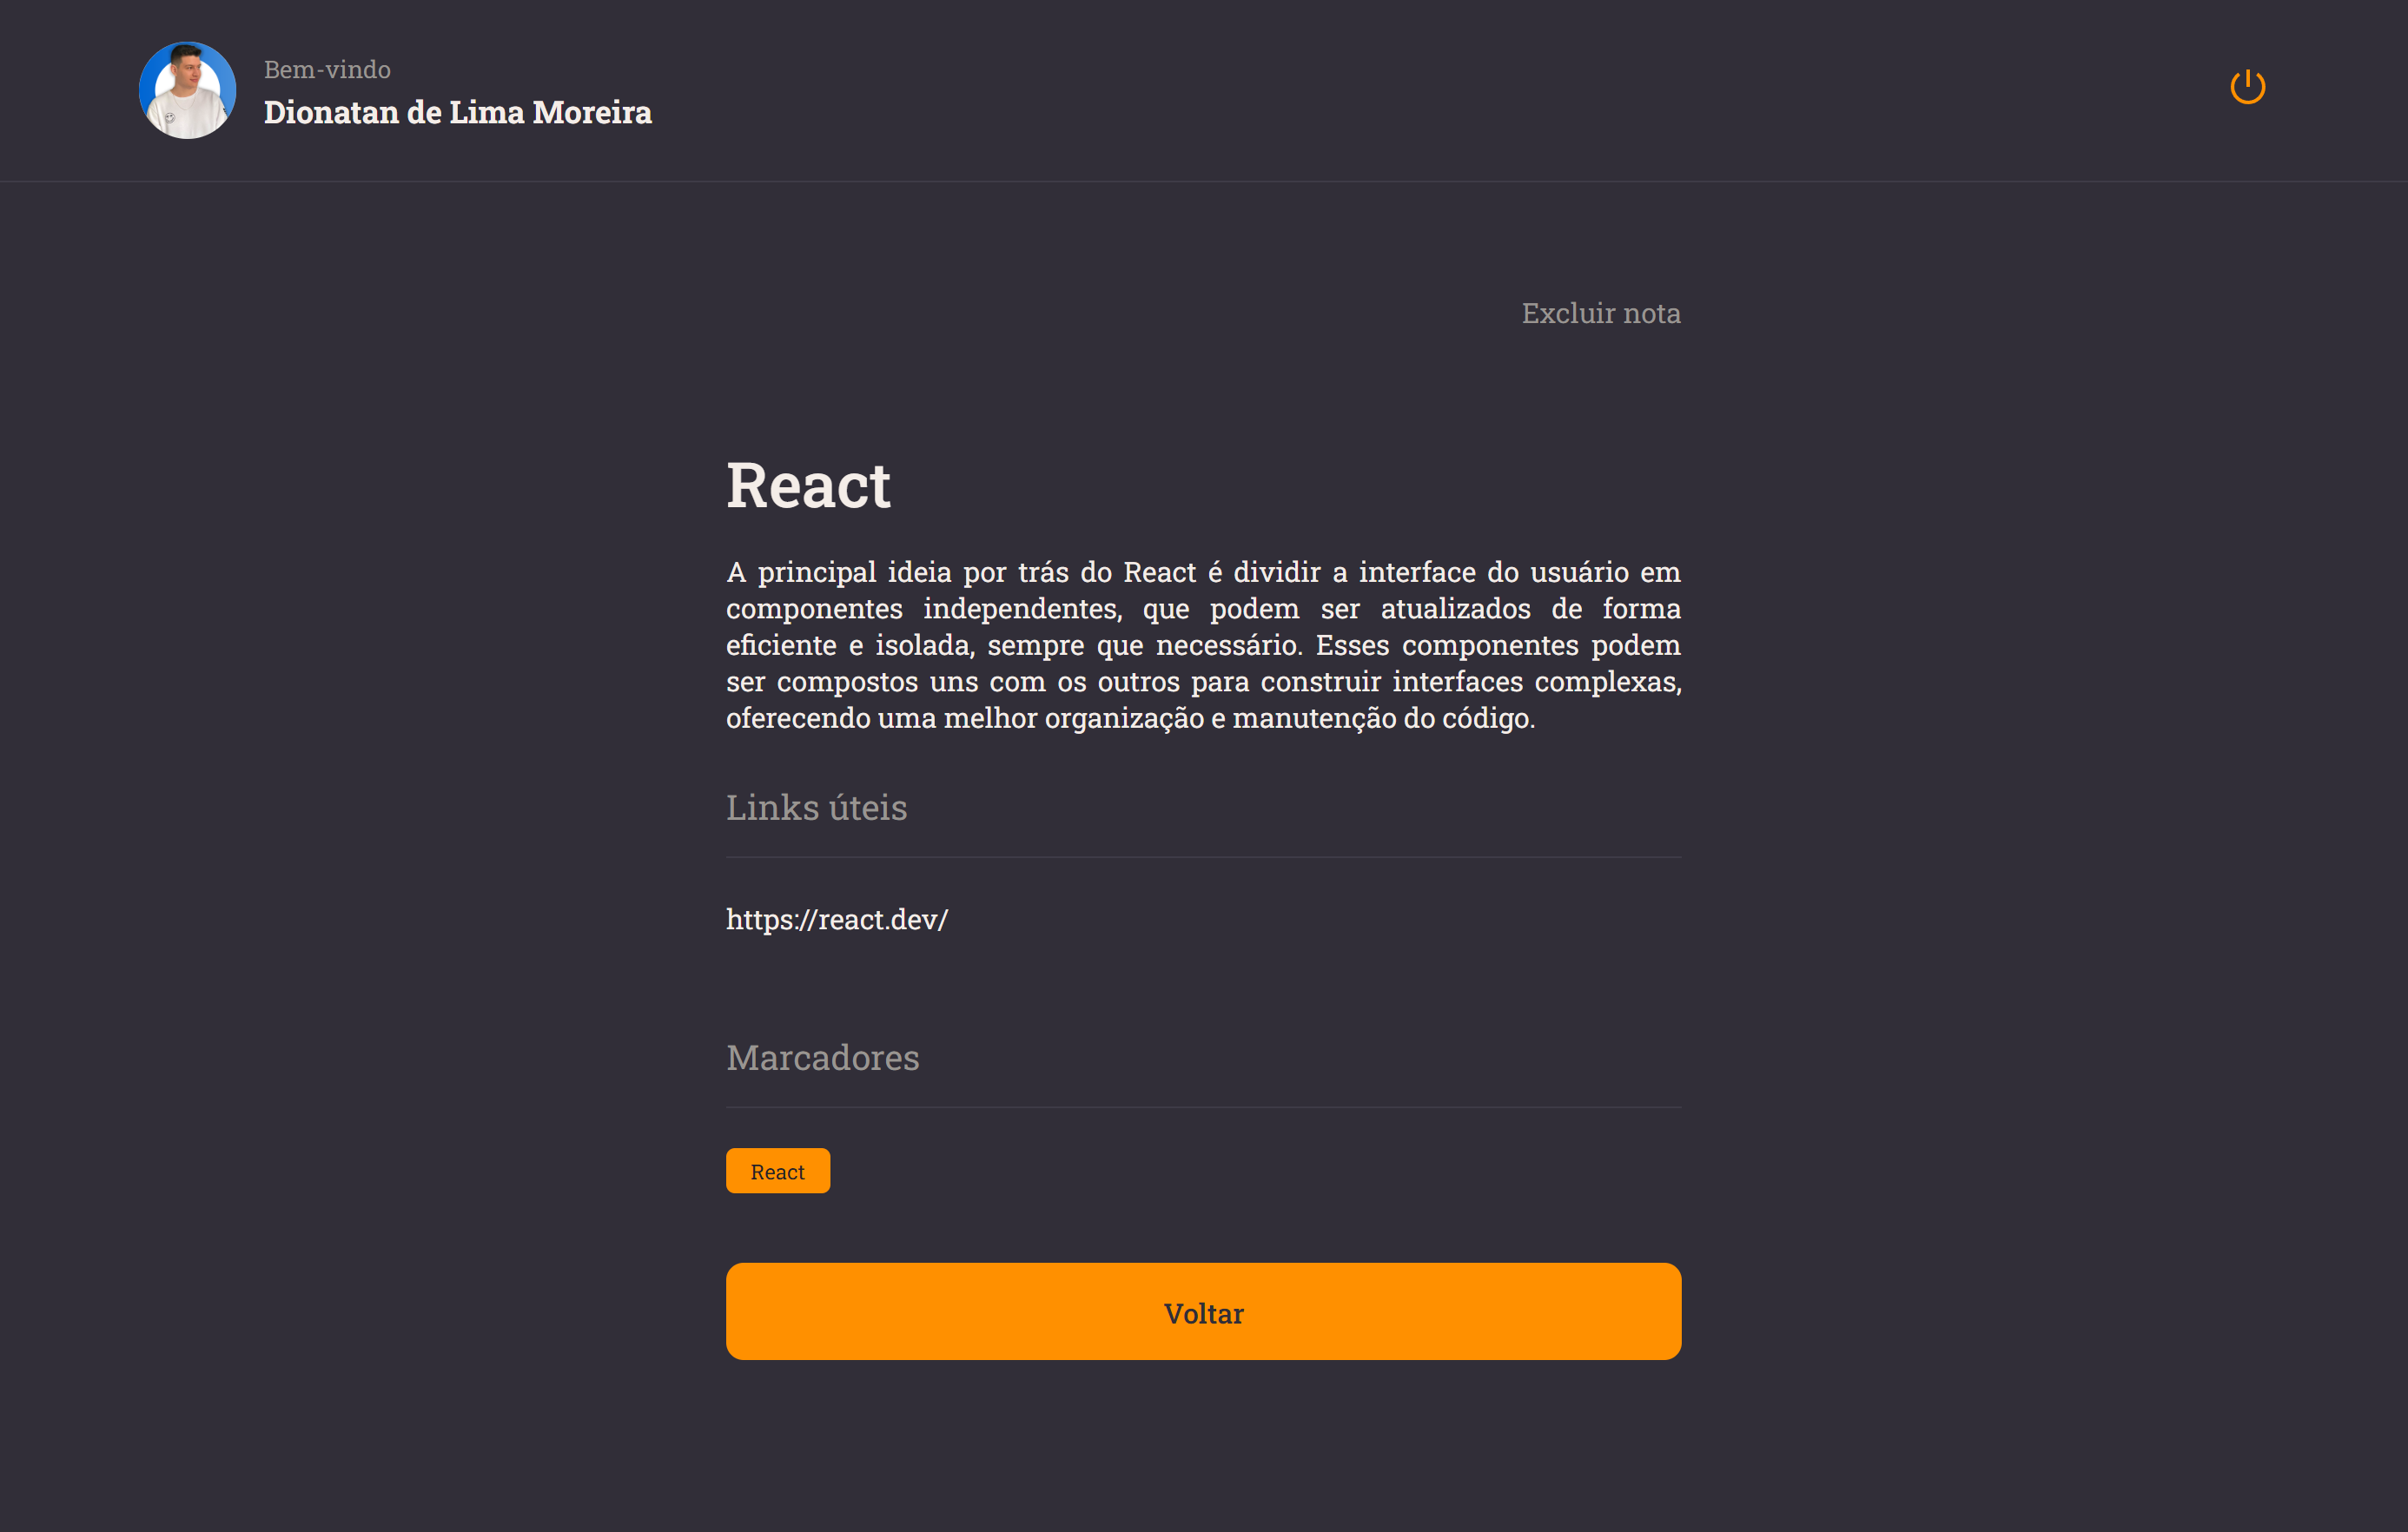 Bem-vindo
Dionatan de Lima Moreira
Excluir nota
React
A principal ideia por trás do React é dividir a interface do usuário em
componentes independentes, que podem ser atualizados de forma
eficiente e isolada, sempre que necessário. Esses componentes podem
ser compostos uns com os outros para construir interfaces complexas,
oferecendo uma melhor organização e manutenção do código.
Links úteis
https://react.dev/
Marcadores
React
Voltar